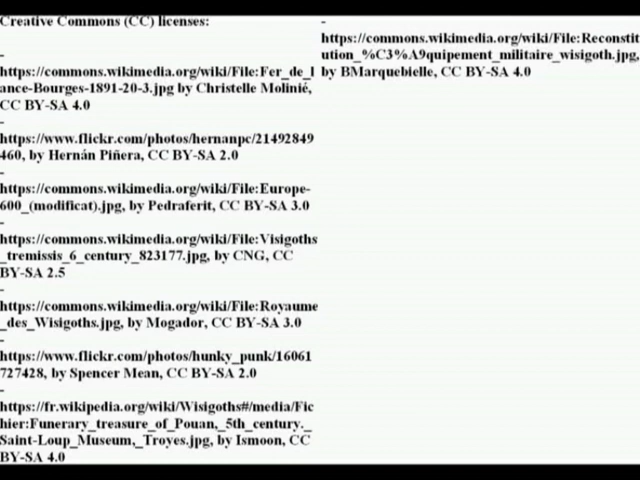 Creative Commons (CC) licenses:
-
https://commons.wikimedia.org/wiki/File:Fer_de_l
ance-Bourges-1891-20-3.jpg by Christelle Molinié,
CC BY-SA 4.0
-
https://www.flickr.com/photos/hernanpc/21492849
460, by Hernán Piñera, CC BY-SA 2.0
-
https://commons.wikimedia.org/wiki/File:Europe-
600_(modificat).jpg, by Pedraferit, CC BY-SA 3.0
-
https://commons.wikimedia.org/wiki/File:Visigoths
_tremissis_6_century_823177.jpg, by CNG, CC
BY-SA 2.5
-
https://commons.wikimedia.org/wiki/File:Royaume
_des_Wisigoths.jpg, by Mogador, CC BY-SA 3.0
-
https://www.flickr.com/photos/hunky_punk/16061
727428, by Spencer Mean, CC BY-SA 2.0
-
https://fr.wikipedia.org/wiki/Wisigoths#/media/Fic
hier:Funerary_treasure_of_Pouan,_5th_century._
Saint-Loup_Museum,_Troyes.jpg, by Ismoon, CC
BY-SA 4.0
-
https://commons.wikimedia.org/wiki/File:Reconstit
ution_%C3%A9quipement_militaire_wisigoth.jpg,
by BMarquebielle, CC BY-SA 4.0